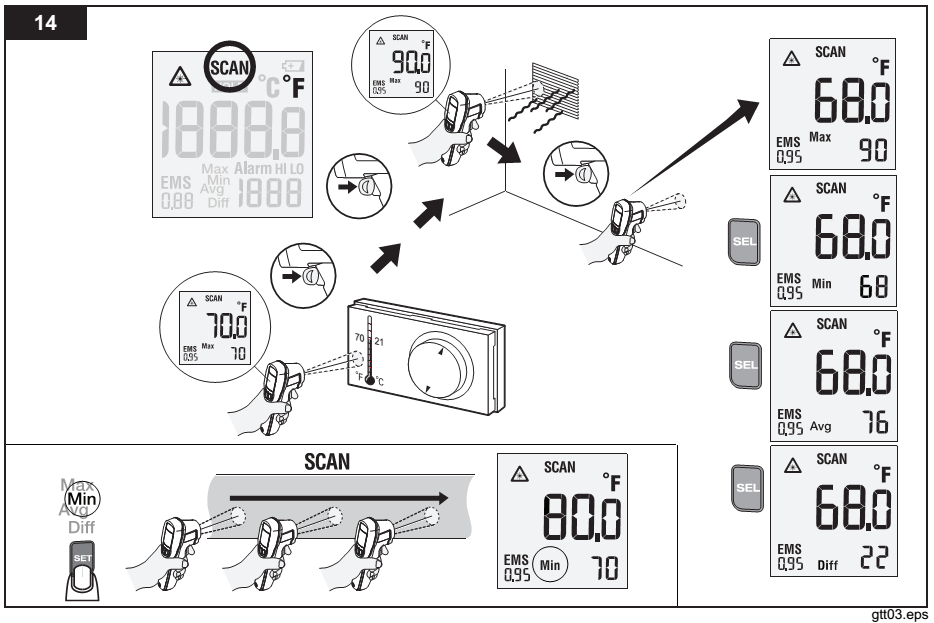 14
SCAN
°C °F
1888.8
Max Alarm HI LO
EMS Min
Avg
0.88 Diff 1888
SCAN
°F
90.0
EMS Max
0.95 90
SCAN
°F
70.0
EMS Max
0.95 70
70 21
°F °C
SCAN
°F
68.0
EMS Max
0.95 90
SEL
SCAN
°F
68.0
EMS Min
0.95 68
SEL
SCAN
°F
68.0
EMS
0.95 Avg 76
SEL
SCAN
°F
68.0
EMS
0.95 Diff 22
SCAN
Max
Min
Avg
Diff
SET
SCAN
°F
80.0
EMS Min
0.95 70
gtt03.eps